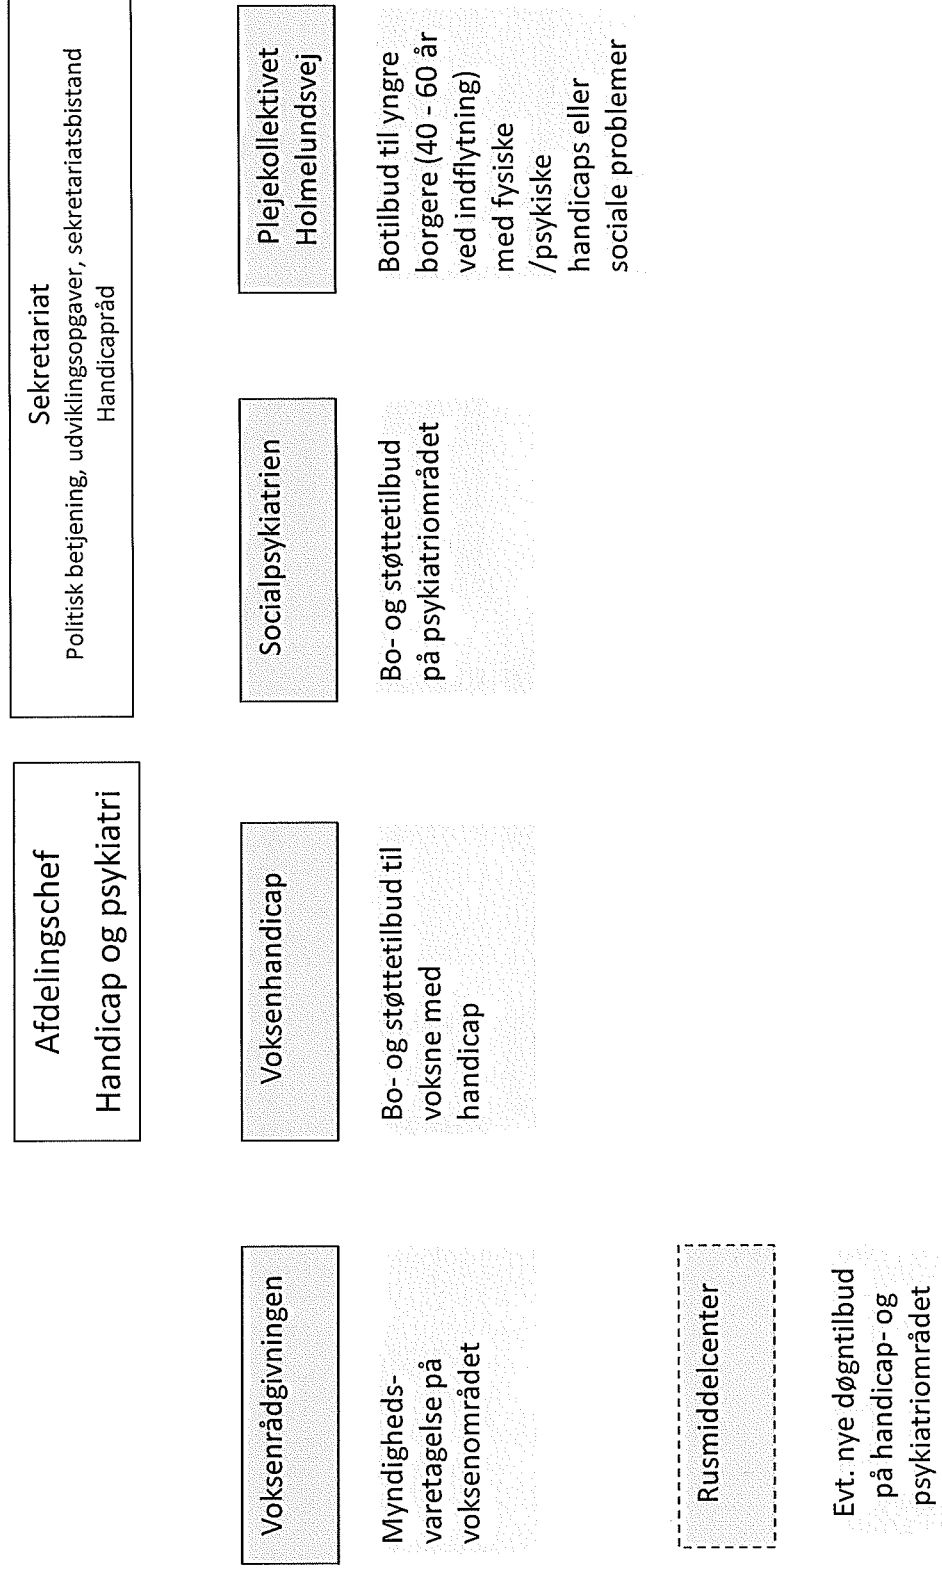 Afdelingschef
Handicap og psykiatri
Sekretariat
Politisk betjening, udviklingsopgaver, sekretariatsbistand
Handicapråd
Voksenrådgivningen
Myndigheds-
varetagelse på
voksenområdet
Voksenhandicap
Bo- og støttetilbud til
voksne med
handicap
Socialpsykiatrien
Bo- og støttetilbud
på psykiatriområdet
Plejekollektivet
Holmelundsvej
Botilbud til yngre
borgere (40 - 60 år
ved indflytning)
med fysiske
/psykiske
handicaps eller
sociale problemer
Rusmiddelcenter
Evt. nye døgntilbud
på handicap- og
psykiatriområdet